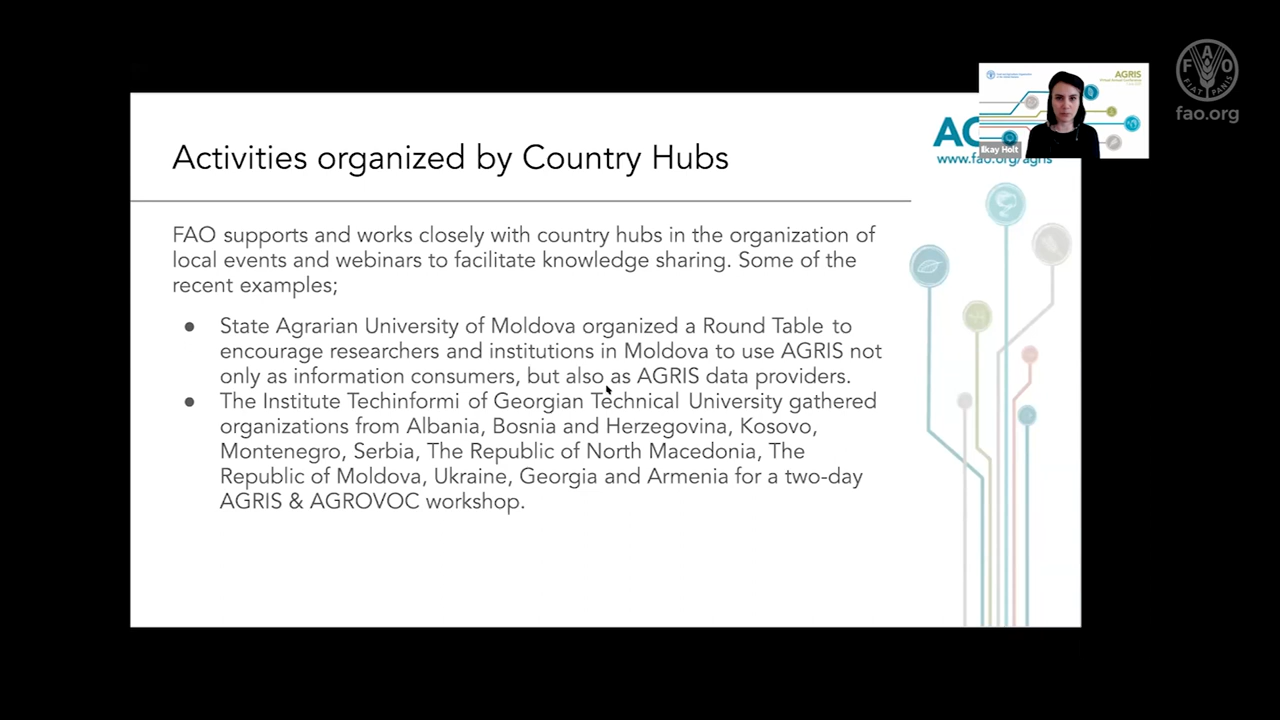 Activities organized by Country Hubs
FAO supports and works closely with country hubs in the organization of
local events and webinars to facilitate knowledge sharing. Some of the
recent examples;
● State Agrarian University of Moldova organized a Round Table to
encourage researchers and institutions in Moldova to use AGRIS not
only as information consumers, but also as AGRIS data providers.
● The Institute Techinformi of Georgian Technical University gathered
organizations from Albania, Bosnia and Herzegovina, Kosovo,
Montenegro, Serbia, The Republic of North Macedonia, The
Republic of Moldova, Ukraine, Georgia and Armenia for a two-day
AGRIS & AGROVOC workshop.
www.fao.org/agris
AGRIS
Ilkay Holt
FAO
FIAT PANIS
fao.org